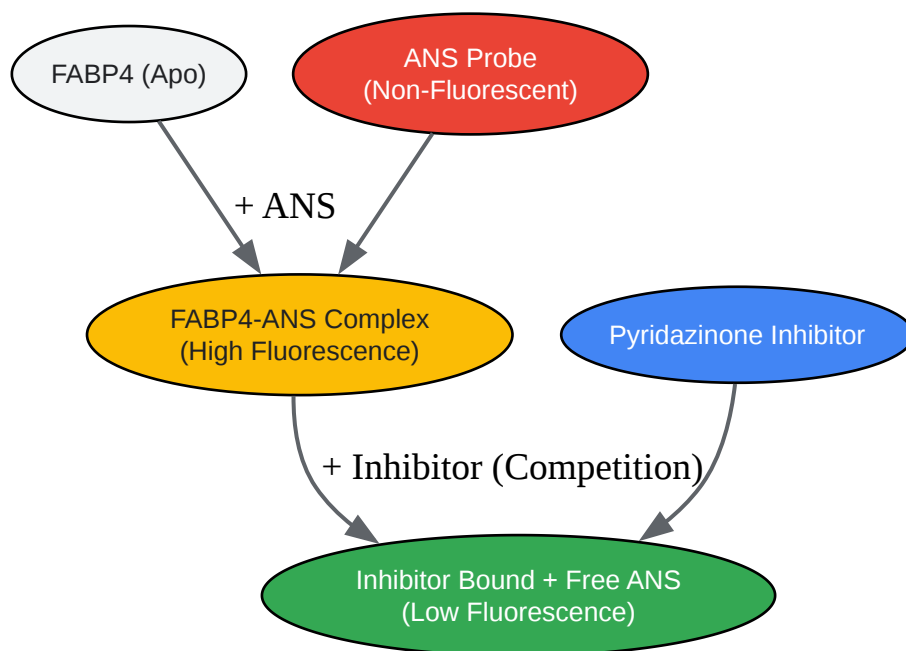 FABP4 (Apo)
ANS Probe
(Non-Fluorescent)
+ ANS
FABP4-ANS Complex
(High Fluorescence)
Pyridazinone Inhibitor
+ Inhibitor (Competition)
Inhibitor Bound + Free ANS
(Low Fluorescence)